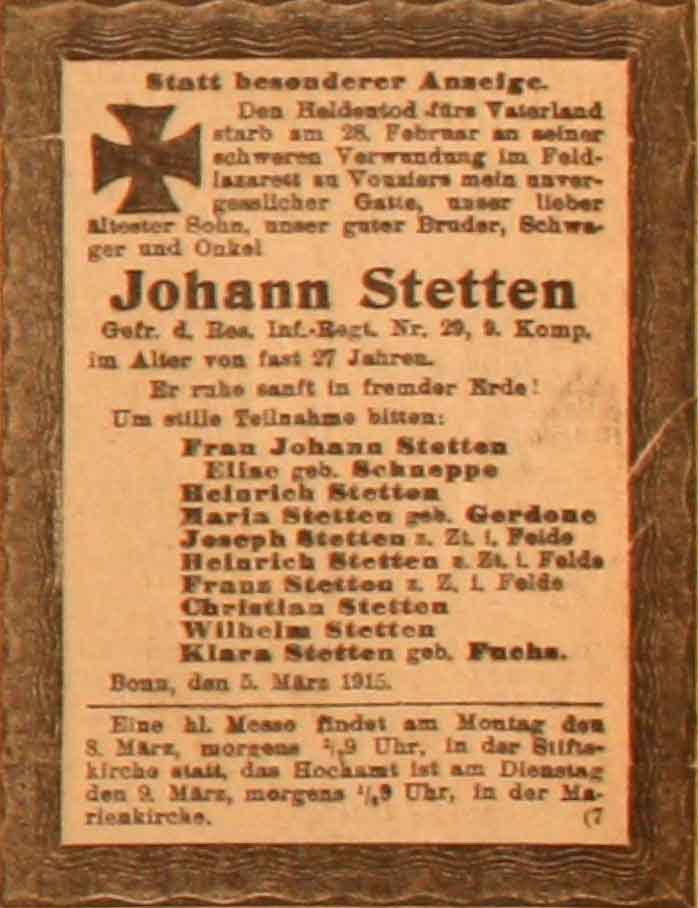 Statt besonderer Anzeige.
Den Heldentod fürs Vaterland
starb am 28. Februar an seiner
schweren Verwundung im Feld-
lazarett zu Vouziers mein unver-
gesslicher Gatte, unser lieber
ältester Sohn, unser guter Bruder, Schwa-
ger und Onkel
Johann Stetten
Gefr. d. Res. Inf.-Regt. Nr. 29, 9. Komp.
im Alter von fast 27 Jahren.
Er ruhe sanft in fremder Erde!
Um stille Teilnahme bitten:
Frau Johann Stetten
Elise geb. Schneppe
Heinrich Stetten
Maria Stetten geb. Gerdone
Joseph Stetten z. Zt. i. Felde
Heinrich Stetten z. Zt. i. Felde
Franz Stetten z. Z. i. Felde
Christian Stetten
Wilhelm Stetten
Klara Stetten geb. Fuchs.
Bonn, den 5. März 1915.
Eine hl. Messe findet am Montag den
8. März, morgens 9 Uhr, in der Stifts-
kirche statt, das Hochamt ist am Dienstag
den 9. März, morgens 9 Uhr, in der Ma-
rienkirche. (7